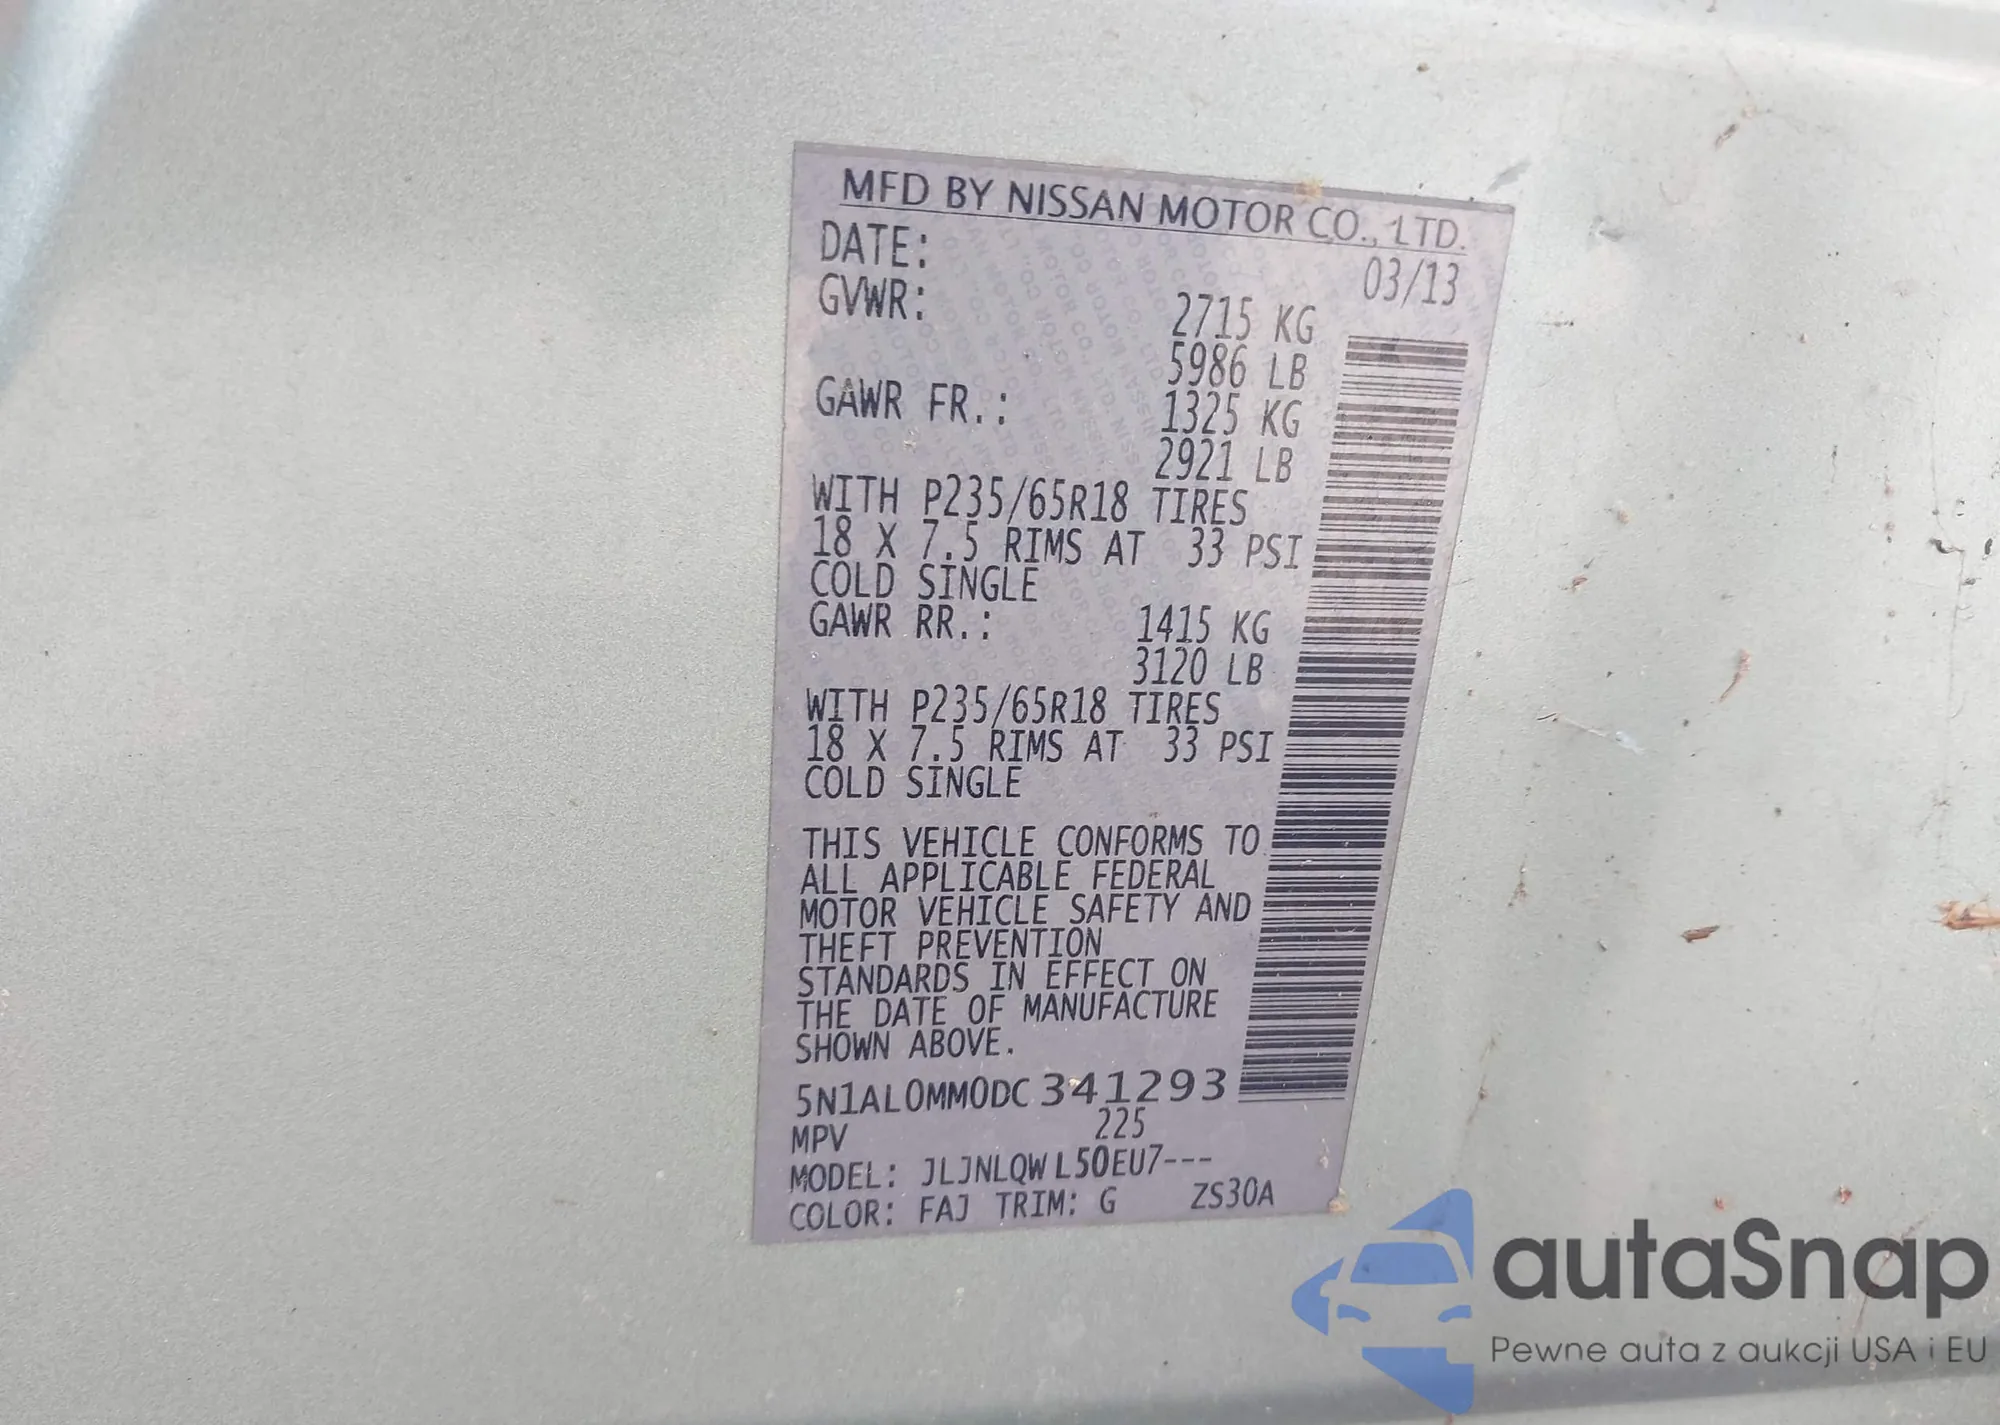 MFD BY NISSAN MOTOR CO., LTD.
DATE: 03/13
GVWR: 2715 KG
5986 LB
GAWR FR.: 1325 KG
2921 LB
WITH P235/65R18 TIRES
18 X 7.5 RIMS AT 33 PSI
COLD SINGLE
GAWR RR.: 1415 KG
3120 LB
WITH P235/65R18 TIRES
18 X 7.5 RIMS AT 33 PSI
COLD SINGLE
THIS VEHICLE CONFORMS TO
ALL APPLICABLE FEDERAL
MOTOR VEHICLE SAFETY AND
THEFT PREVENTION
STANDARDS IN EFFECT ON
THE DATE OF MANUFACTURE
SHOWN ABOVE.
5N1AL0MM0DC341293
MPV 225
MODEL: JLJNLQWL50EU7---
COLOR: FAJ TRIM: G ZS30A
autaSnap
Pewne auta z aukcji USA i EU